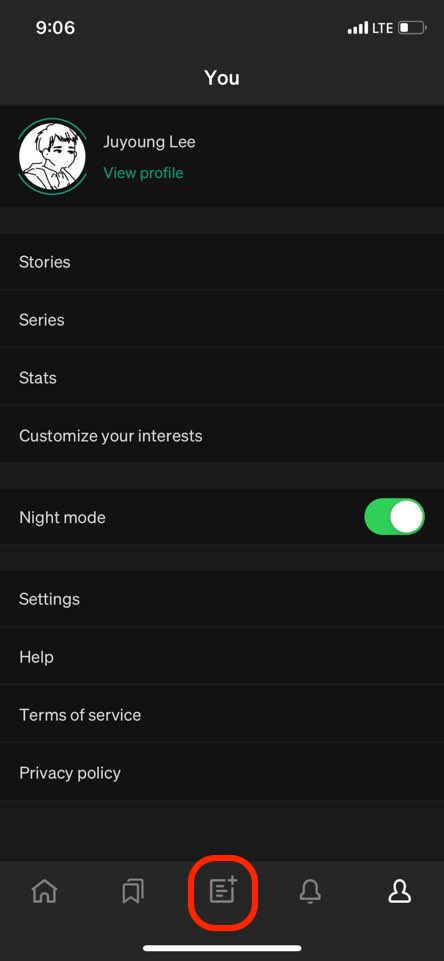 9:06
LTE
You
Juyoung Lee
View profile
Stories
Series
Stats
Customize your interests
Night mode
Settings
Help
Terms of service
Privacy policy